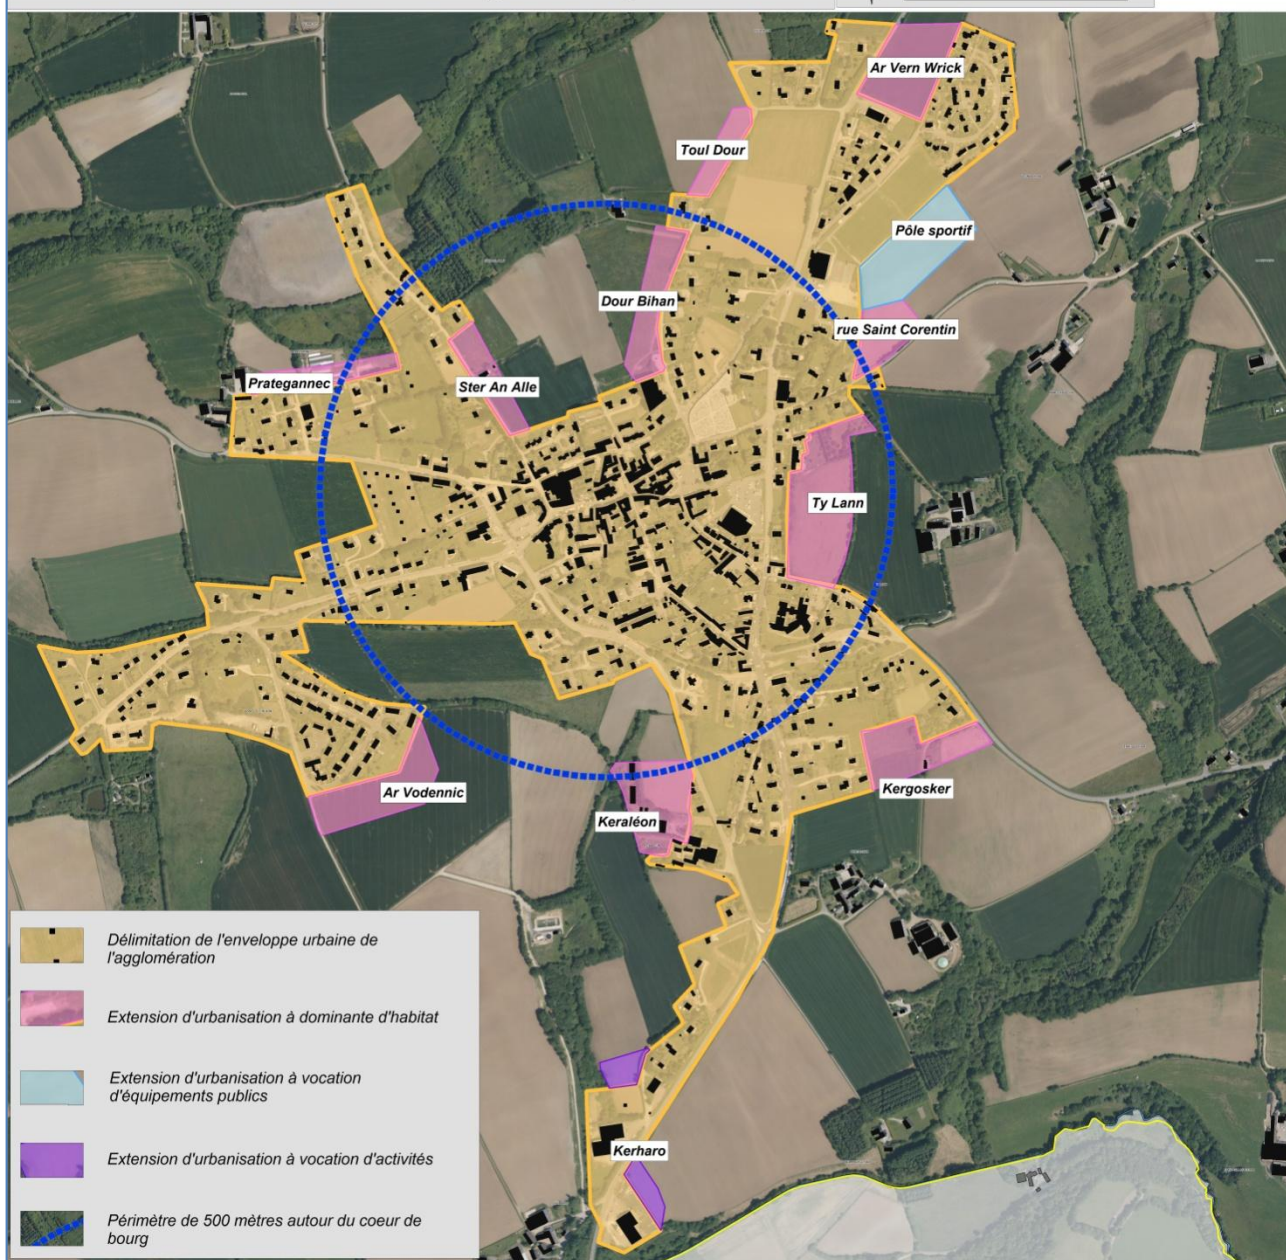 Ar Vern Wrick
Toul Dour
Pôle sportif
Dour Bihan
rue Saint Corentin
Prategannec
Ster An Alle
Ty Lann
Ar Vodennic
Keraléon
Kergosker
Kerharo
Délimitation de l'enveloppe urbaine de
l'agglomération
Extension d'urbanisation à dominante d'habitat
Extension d'urbanisation à vocation
d'équipements publics
Extension d'urbanisation à vocation d'activités
Périmètre de 500 mètres autour du coeur de
bourg